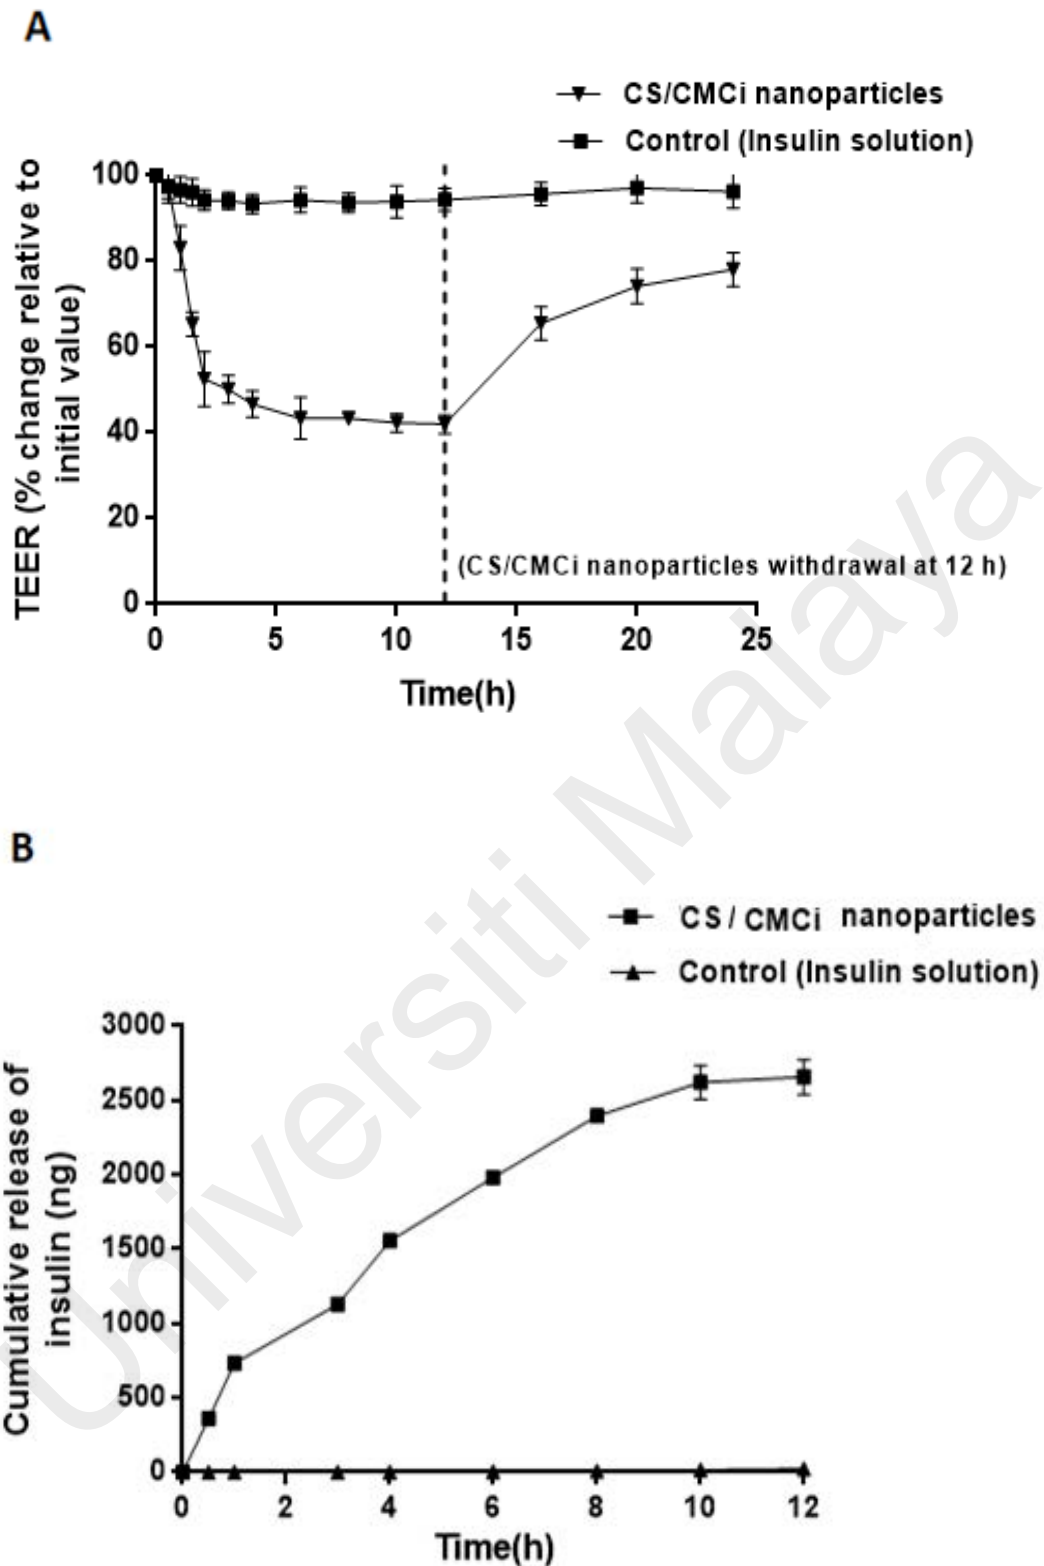 A
CS/CMCi nanoparticles
Control (Insulin solution)
TEER (% change relative to
initial value)
100
80
60
40
20
0
(CS/CMCi nanoparticles withdrawal at 12 h)
0 5 10 15 20 25
Time(h)
B
CS / CMCi nanoparticles
Control (Insulin solution)
Cumulative release of
insulin (ng)
3000
2500
2000
1500
1000
500
0
0 2 4 6 8 10 12
Time(h)
Universiti Malaya